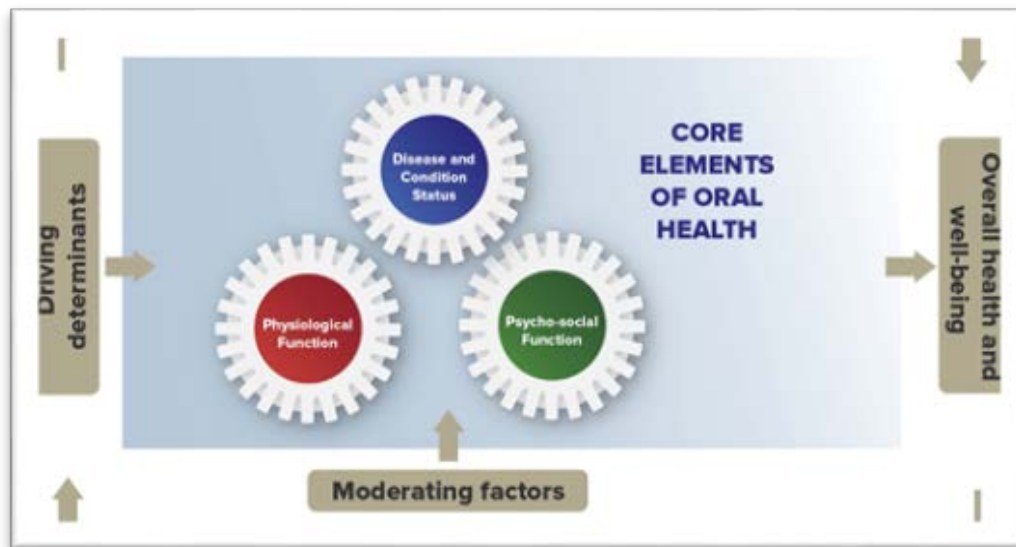 Driving
determinants
Disease and
Condition
Status
Physiological
Function
Psycho-social
Function
CORE
ELEMENTS
OF ORAL
HEALTH
Moderating factors
Overall health and
well-being